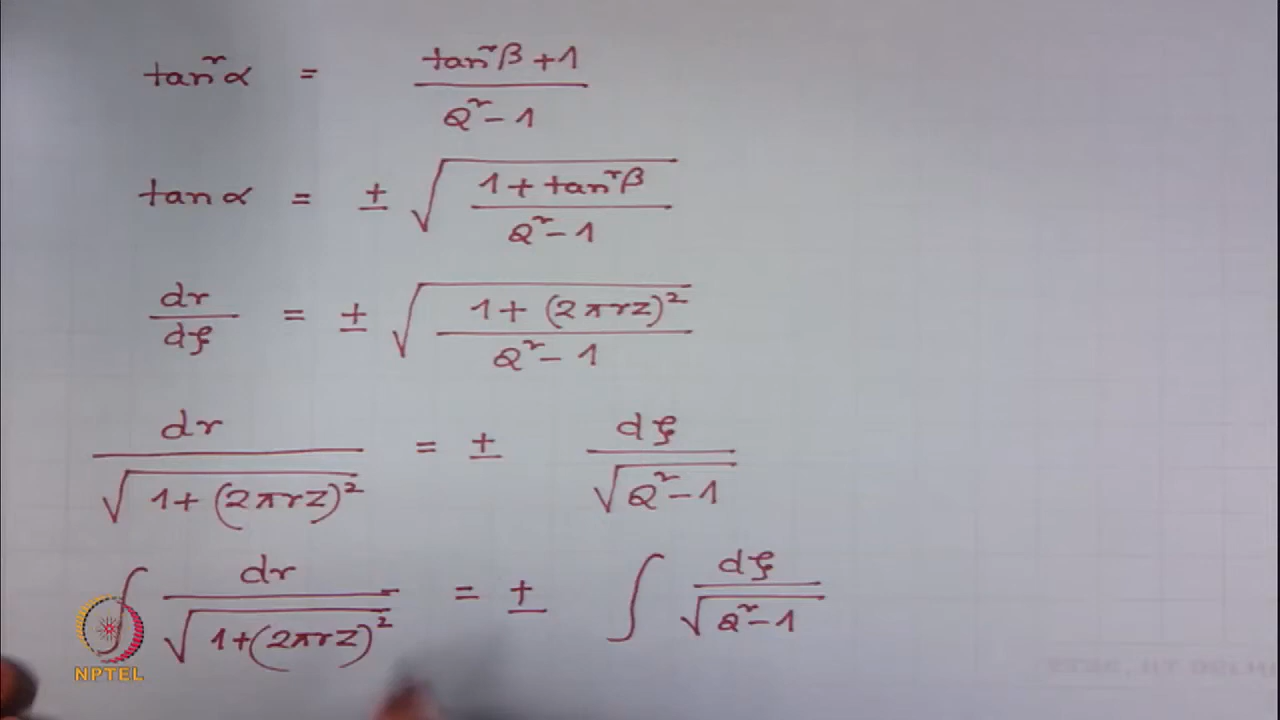 tan²α = (tan²β + 1) / (Q² - 1)
tanα = ± √((1 + tan²β) / (Q² - 1))
dr/dξ = ± √((1 + (2πrZ)²) / (Q² - 1))
dr / √(1 + (2πrZ)²) = ± dξ / √(Q² - 1)
∫ dr / √(1 + (2πrZ)²) = ± ∫ dξ / √(Q² - 1)
NPTEL